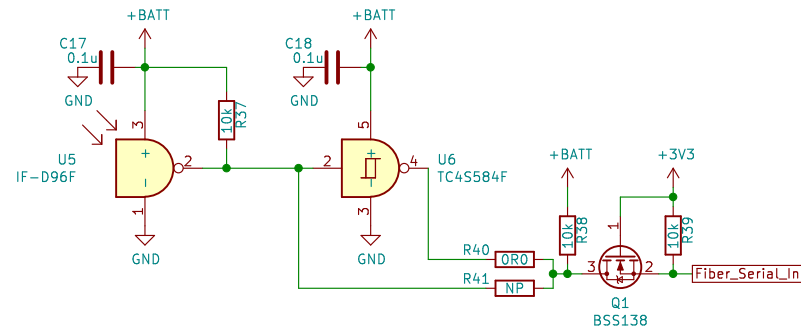 +BATT
+BATT
C17
0.1u
C18
0.1u
GND
GND
3
10k
R37
5
U5
IF-D96F
2
2
4
U6
TC4S584F
1
3
GND
GND
+BATT
+3V3
10k
R38
1
10k
R39
R40
0R0
R41
NP
3
2
Fiber_Serial_In
Q1
BSS138